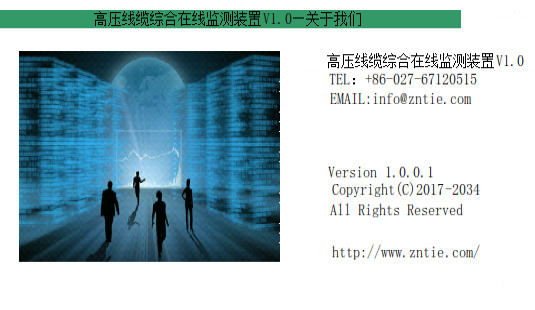 高压线缆综合在线监测装置V1.0—关于我们
高压线缆综合在线监测装置V1.0
TEL：+86-027-67120515
EMAIL:info@zntie.com
Version 1.0.0.1
Copyright(C)2017-2034
All Rights Reserved
http://www.zntie.com/